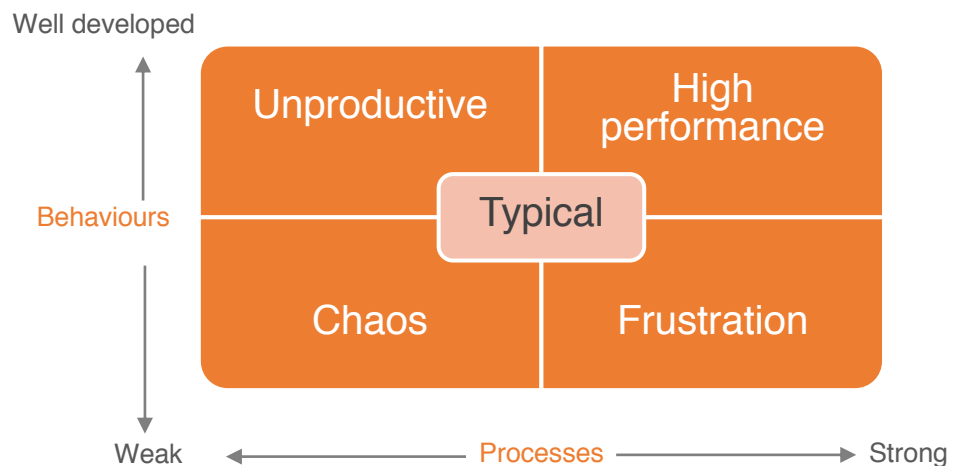 Well developed
Unproductive
High
performance
Behaviours
Typical
Chaos
Frustration
Weak
Processes
Strong